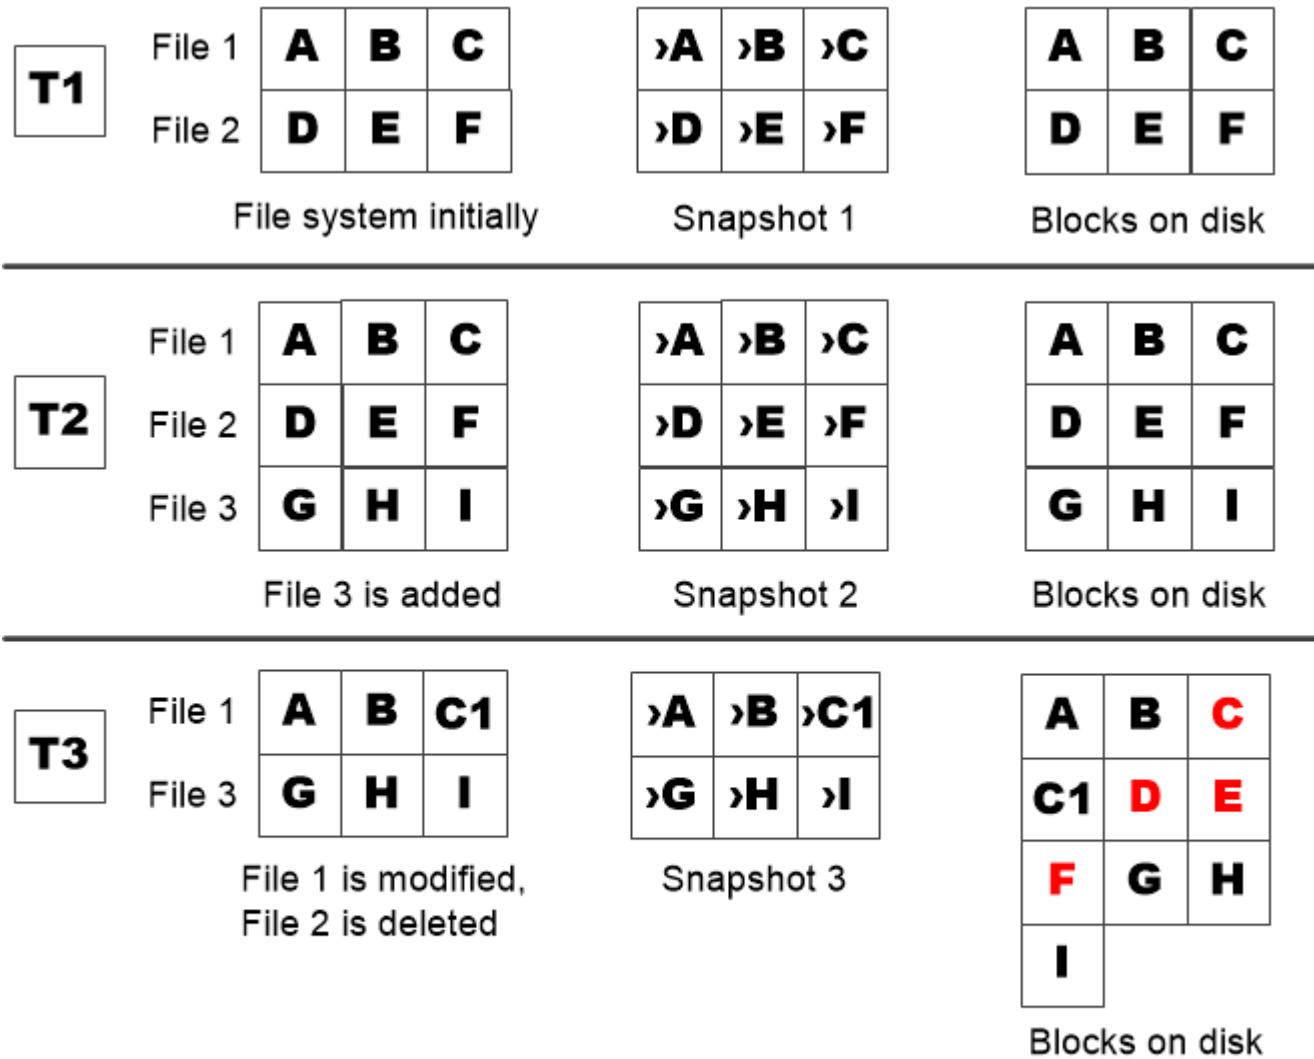 T1
File 1 A B C ›A ›B ›C A B C
File 2 D E F ›D ›E ›F D E F
File system initially Snapshot 1 Blocks on disk
T2
File 1 A B C ›A ›B ›C A B C
File 2 D E F ›D ›E ›F D E F
File 3 G H I ›G ›H ›I G H I
File 3 is added Snapshot 2 Blocks on disk
T3
File 1 A B C1 ›A ›B ›C1 A B C
File 3 G H I ›G ›H ›I C1 D E
File 1 is modified, Snapshot 3 F G H
File 2 is deleted
I
Blocks on disk